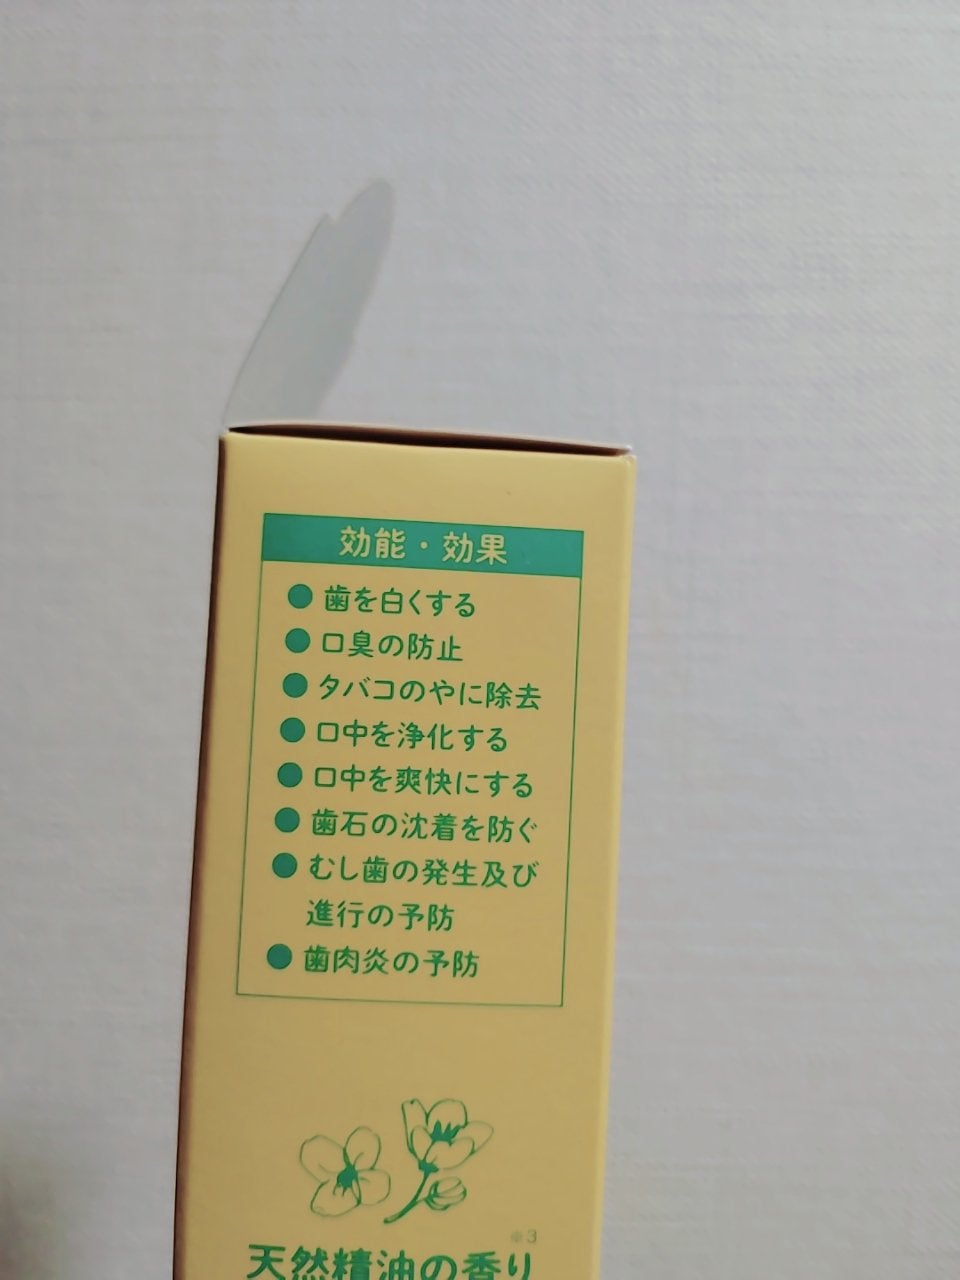 効能・効果
●歯を白くする
●口臭の防止
●タバコのやに除去
●口中を浄化する
●口中を爽快にする
●歯石の沈着を防ぐ
●むし歯の発生及び
進行の予防
●歯肉炎の予防
※3
天然精油の香り